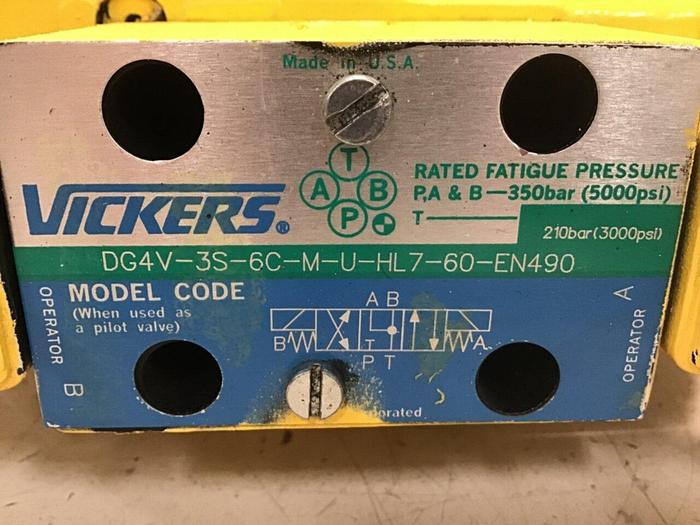 Made in U.S.A.
T
A B
P
VICKERS®
RATED FATIGUE PRESSURE
P,A & B—350bar (5000psi)
T— 210bar (3000psi)
DG4V-3S-6C-M-U-HL7-60-EN490
MODEL CODE
(When used as
a pilot valve)
OPERATOR B
A B
B T A
P T
OPERATOR A